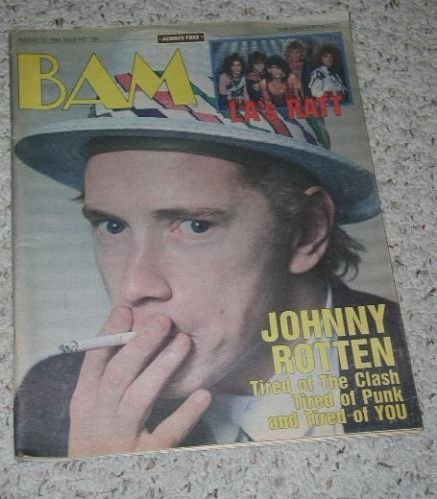 ALWAYS FREE
BAM
LA's RATT
JOHNNY
ROTTEN
Tired of The Clash
Tired of Punk
and Tired of YOU